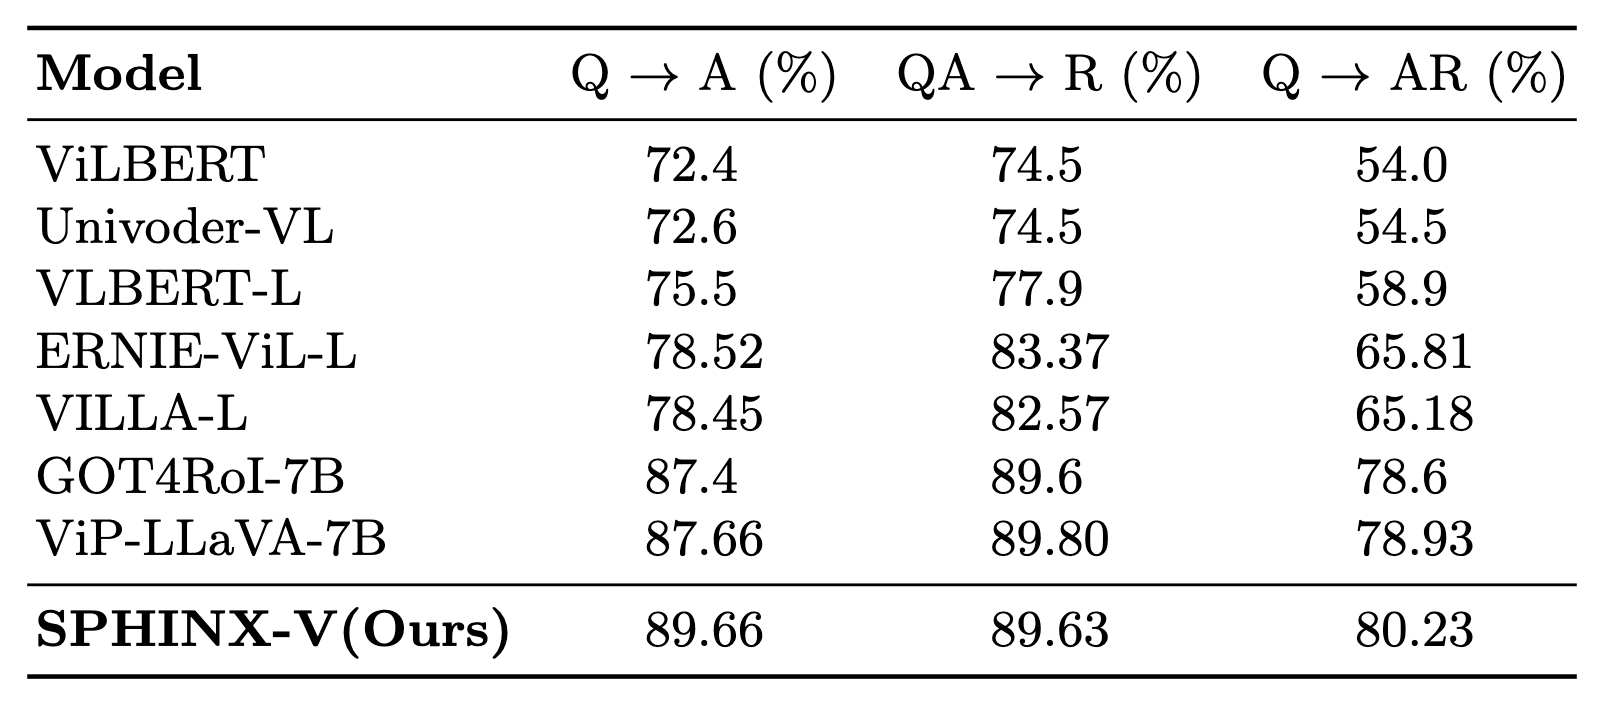 Model Q → A (%) QA → R (%) Q → AR (%)
ViLBERT 72.4 74.5 54.0
Univoder-VL 72.6 74.5 54.5
VLBERT-L 75.5 77.9 58.9
ERNIE-ViL-L 78.52 83.37 65.81
VILLA-L 78.45 82.57 65.18
GOT4RoI-7B 87.4 89.6 78.6
ViP-LLaVA-7B 87.66 89.80 78.93
SPHINX-V(Ours) 89.66 89.63 80.23